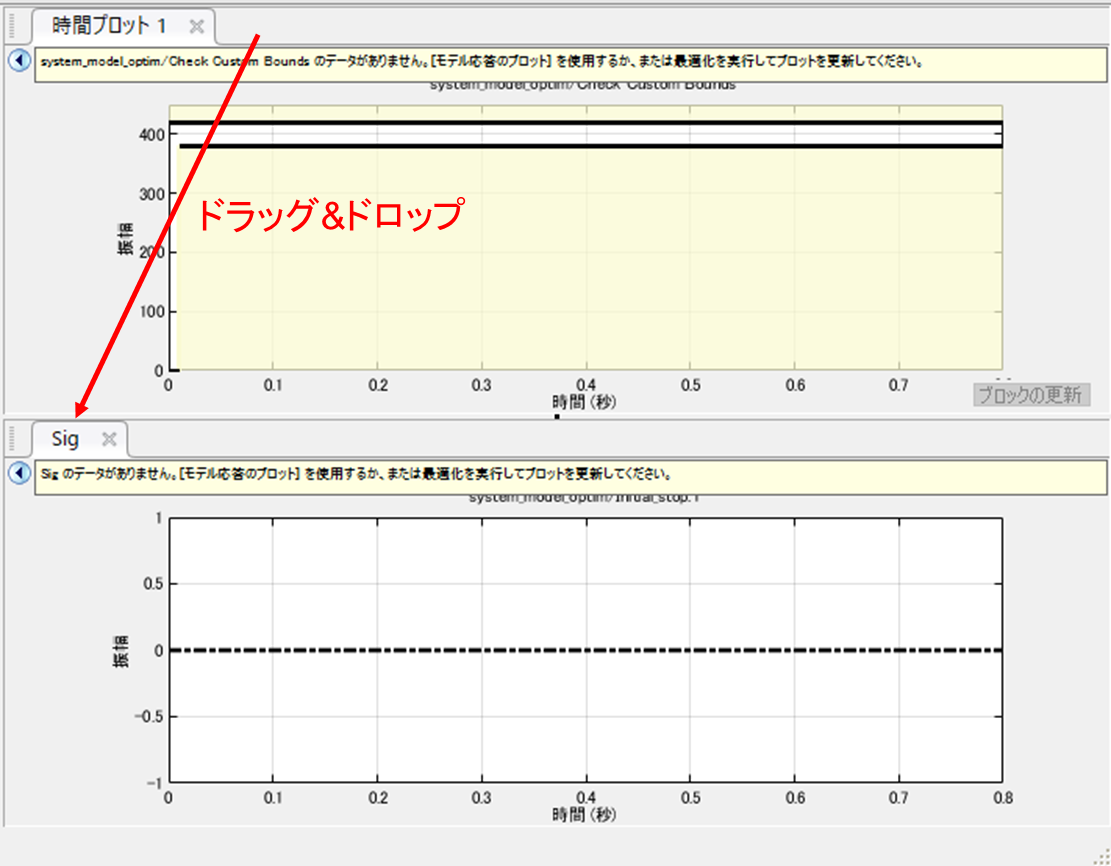 時間プロット 1
system_model_optim/Check Custom Bounds のデータがありません。[モデル応答のプロット] を使用するか、または最適化を実行してプロットを更新してください。
system_model_optim/Check Custom Bounds
400
300
200
100
0
振幅
ドラッグ&ドロップ
0 0.1 0.2 0.3 0.4 0.5 0.6 0.7
時間 (秒)
ブロックの更新
Sig
Sig のデータがありません。[モデル応答のプロット] を使用するか、または最適化を実行してプロットを更新してください。
system_model_optim/Initial_stop:1
1
0.5
0
-0.5
-1
振幅
0 0.1 0.2 0.3 0.4 0.5 0.6 0.7 0.8
時間 (秒)